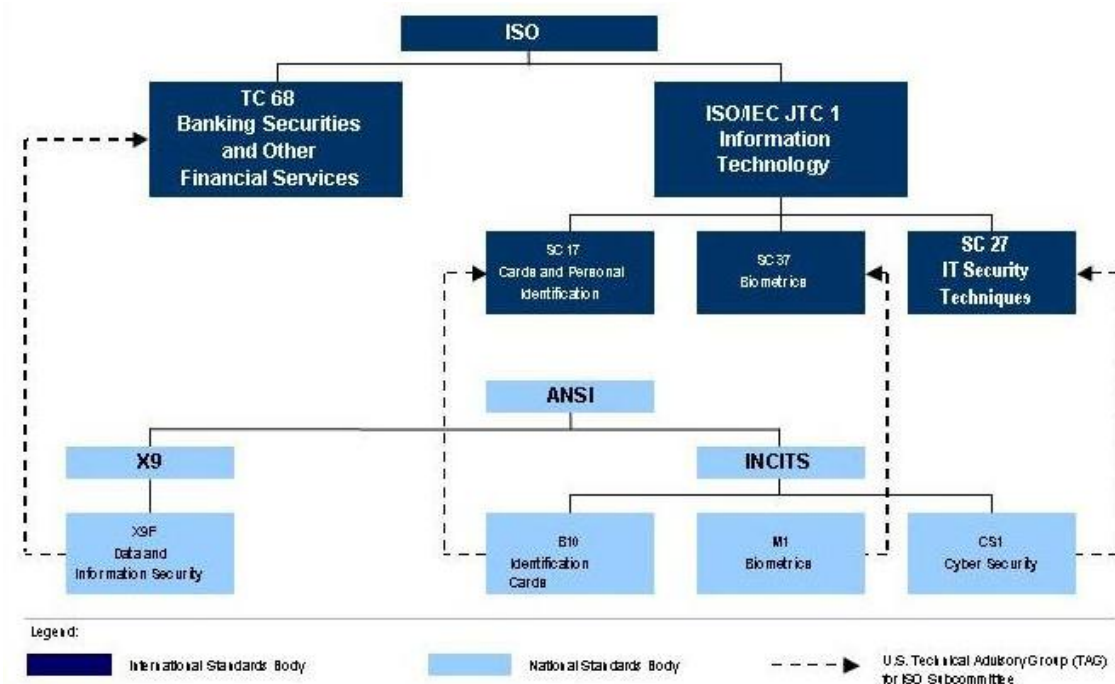 ISO
TC 68
Banking Securities
and Other
Financial Services
ISO/IEC JTC 1
Information
Technology
SC 17
Cards and Personal
Identification
SC 37
Biometrics
SC 27
IT Security
Techniques
ANSI
X9
INCITS
X9F
Data and
Information Security
B10
Identification
Cards
M1
Biometrics
CS1
Cyber Security
Legend:
International Standards Body
National Standards Body
U.S. Technical Advisory Group (TAG)
for ISO Subcommittee